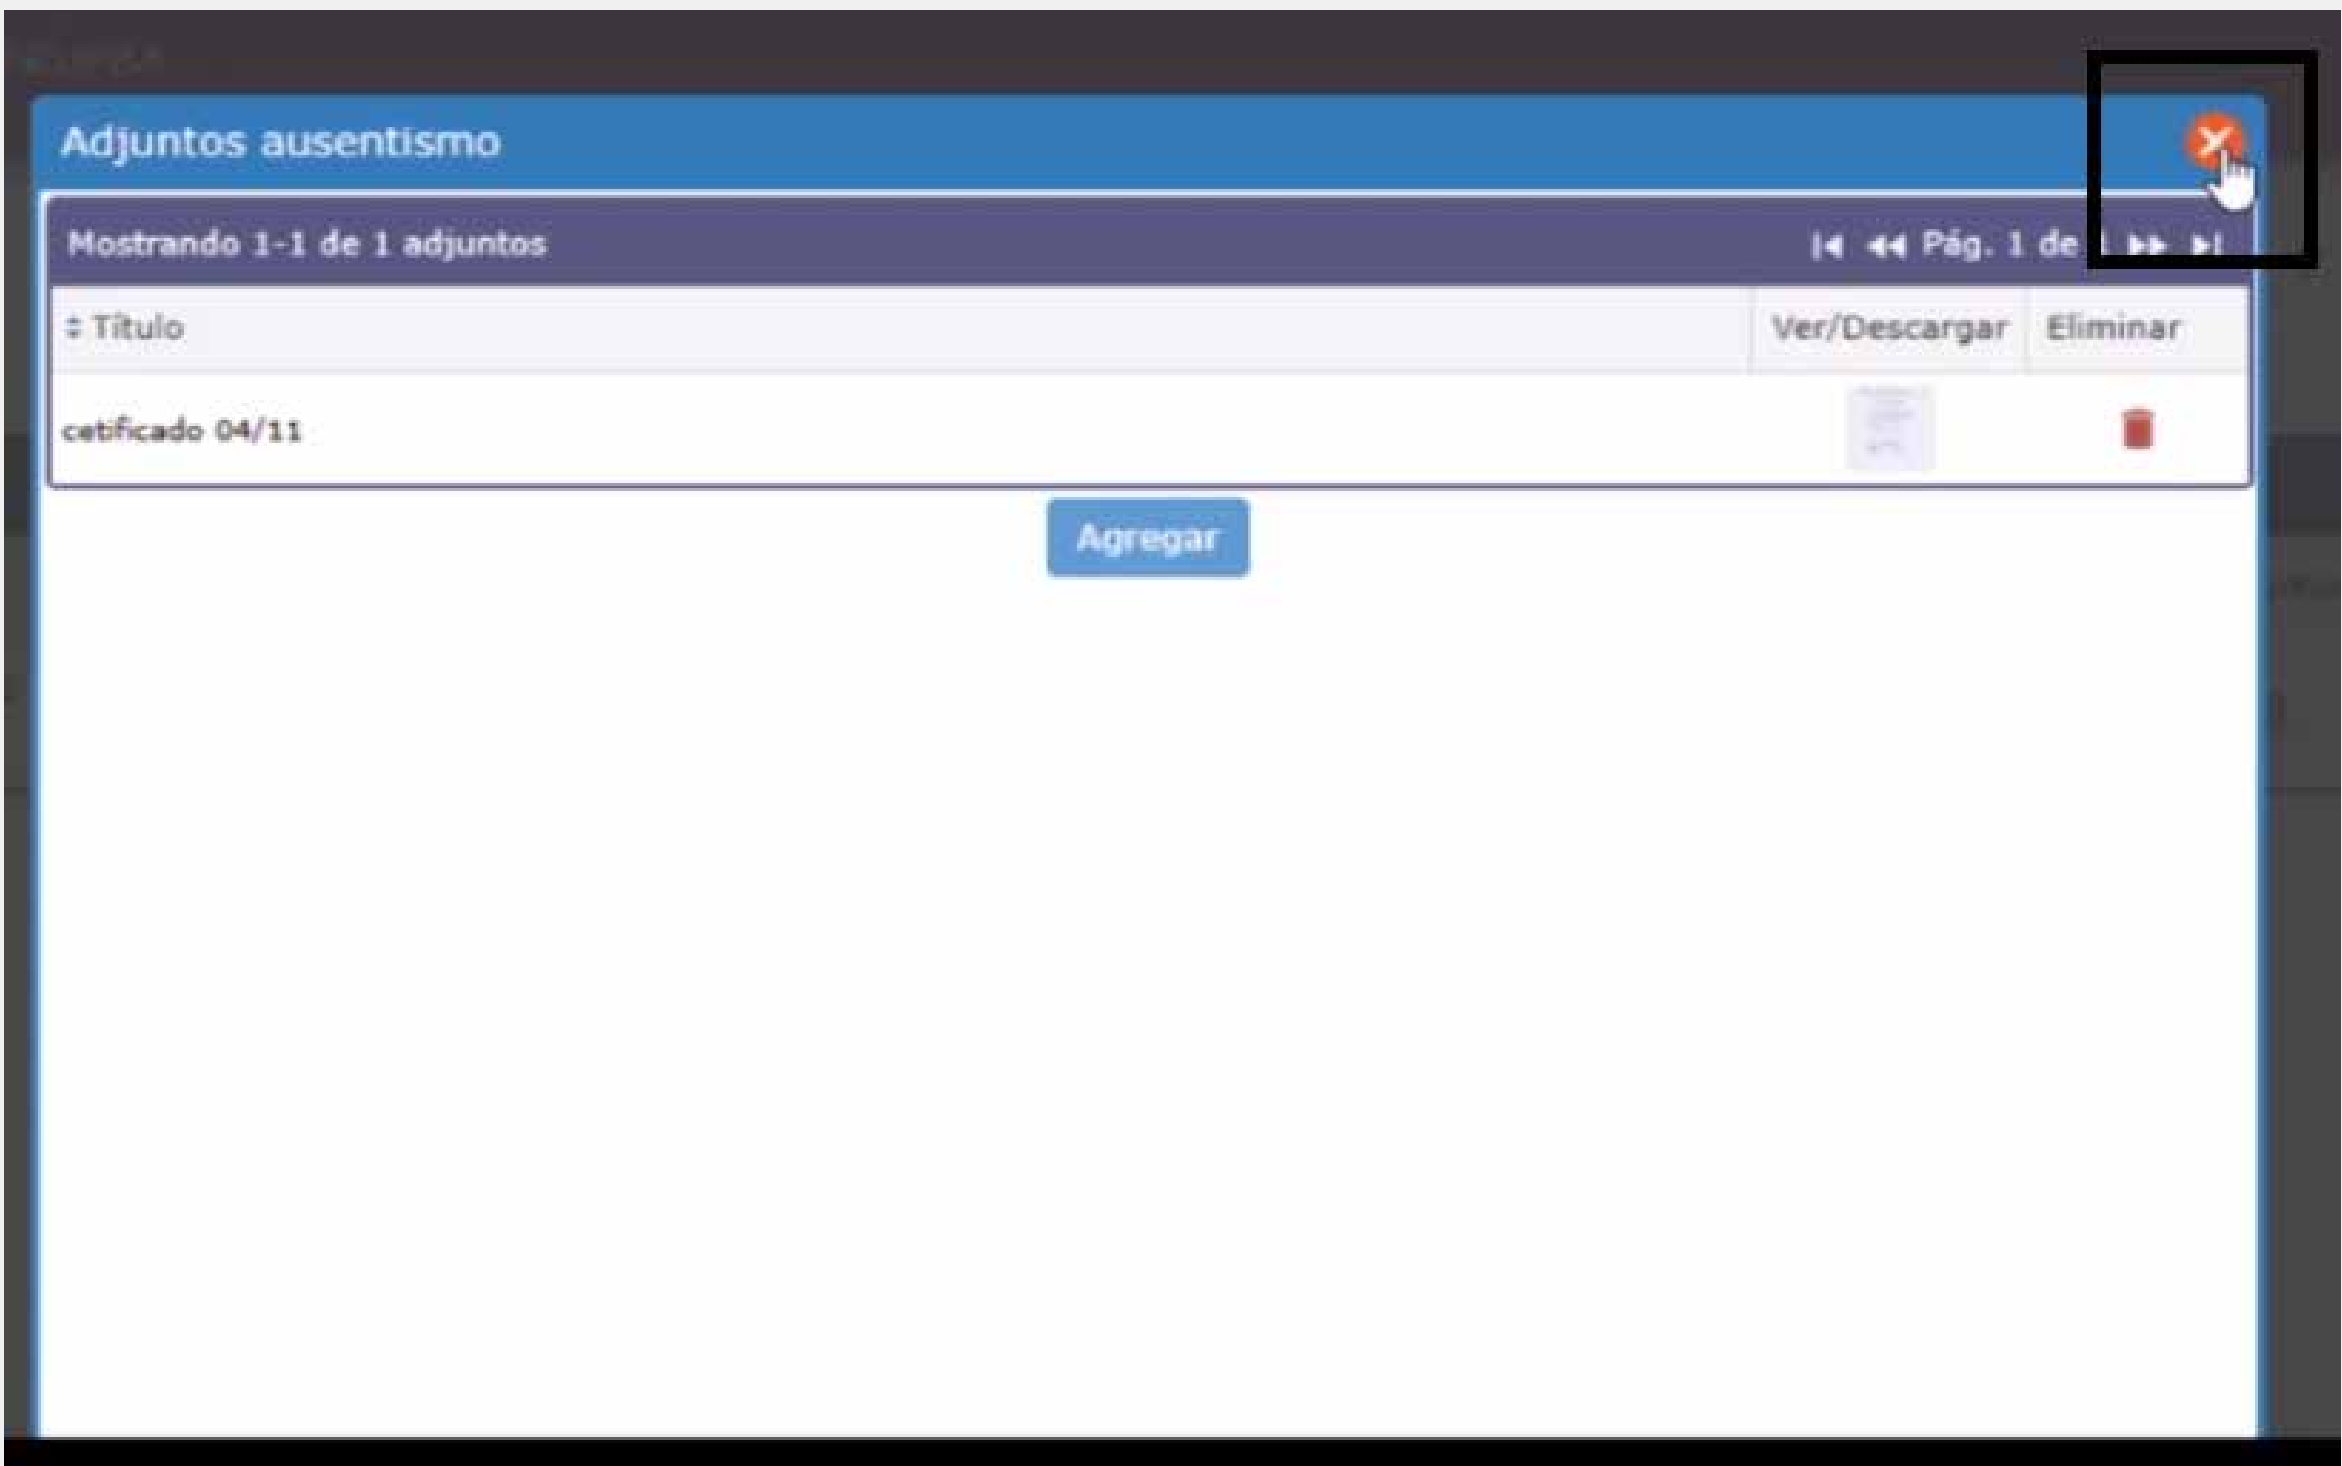 Adjuntos ausentismo
Mostrando 1-1 de 1 adjuntos Pág. 1 de
Título Ver/Descargar Eliminar
cetificado 04/11
Agregar